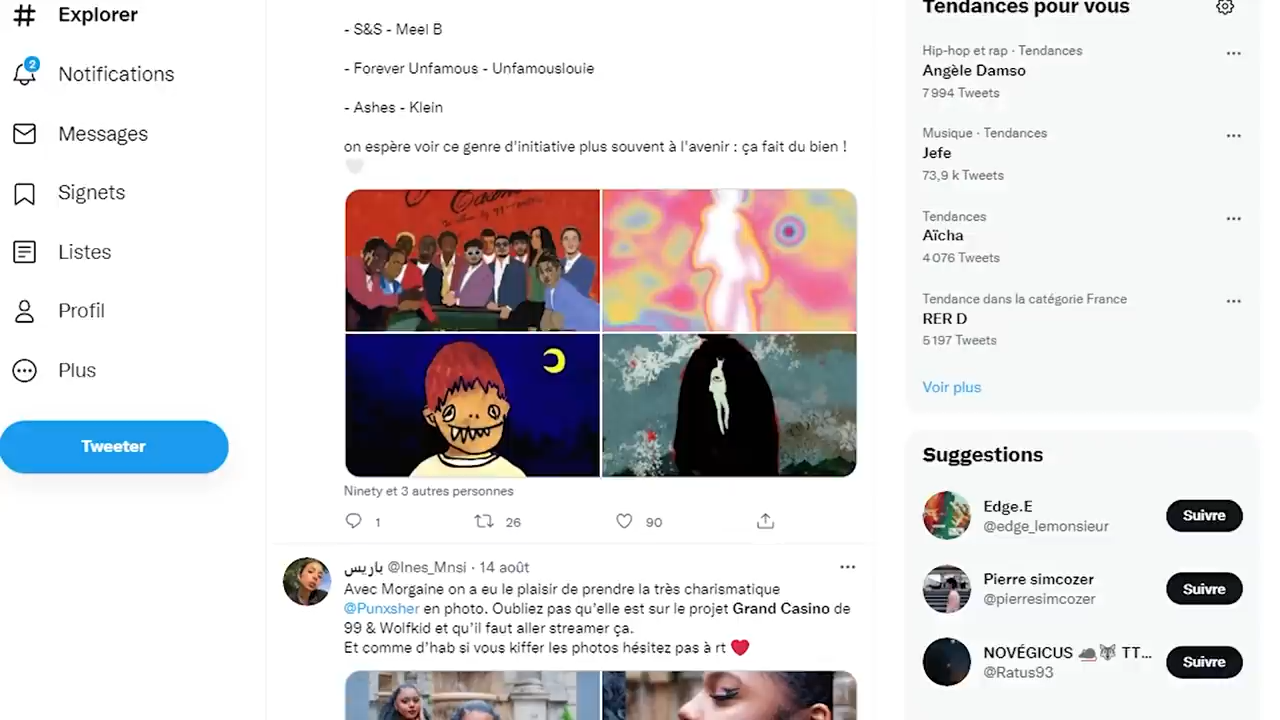 Explorer
2
Notifications
Messages
Signets
Listes
Profil
Plus
Tweeter
- S&S - Meel B
- Forever Unfamous - Unfamouslouie
- Ashes - Klein
on espère voir ce genre d'initiative plus souvent à l'avenir : ça fait du bien !
Ninety et 3 autres personnes
1 26 90
باريس @Ines_Mnsi · 14 août
Avec Morgaine on a eu le plaisir de prendre la très charismatique
@Punxsher en photo. Oubliez pas qu'elle est sur le projet Grand Casino de
99 & Wolfkid et qu'il faut aller streamer ça.
Et comme d'hab si vous kiffer les photos hésitez pas à rt
Tendances pour vous
Hip-hop et rap · Tendances
Angèle Damso
7 994 Tweets
Musique · Tendances
Jefe
73,9 k Tweets
Tendances
Aïcha
4 076 Tweets
Tendance dans la catégorie France
RER D
5 197 Tweets
Voir plus
Suggestions
Edge.E
@edge_lemonsieur
Suivre
Pierre simcozer
@pierresimcozer
Suivre
NOVÉGICUS TT...
@Ratus93
Suivre